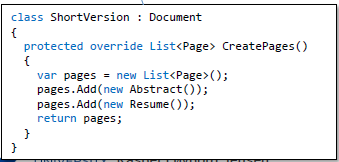 class ShortVersion : Document
{
  protected override List<Page> CreatePages()
  {
    var pages = new List<Page>();
    pages.Add(new Abstract());
    pages.Add(new Resume());
    return pages;
  }
}